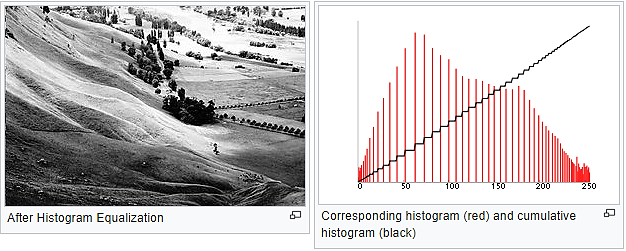 After Histogram Equalization
0 50 100 150 200 250
Corresponding histogram (red) and cumulative
histogram (black)